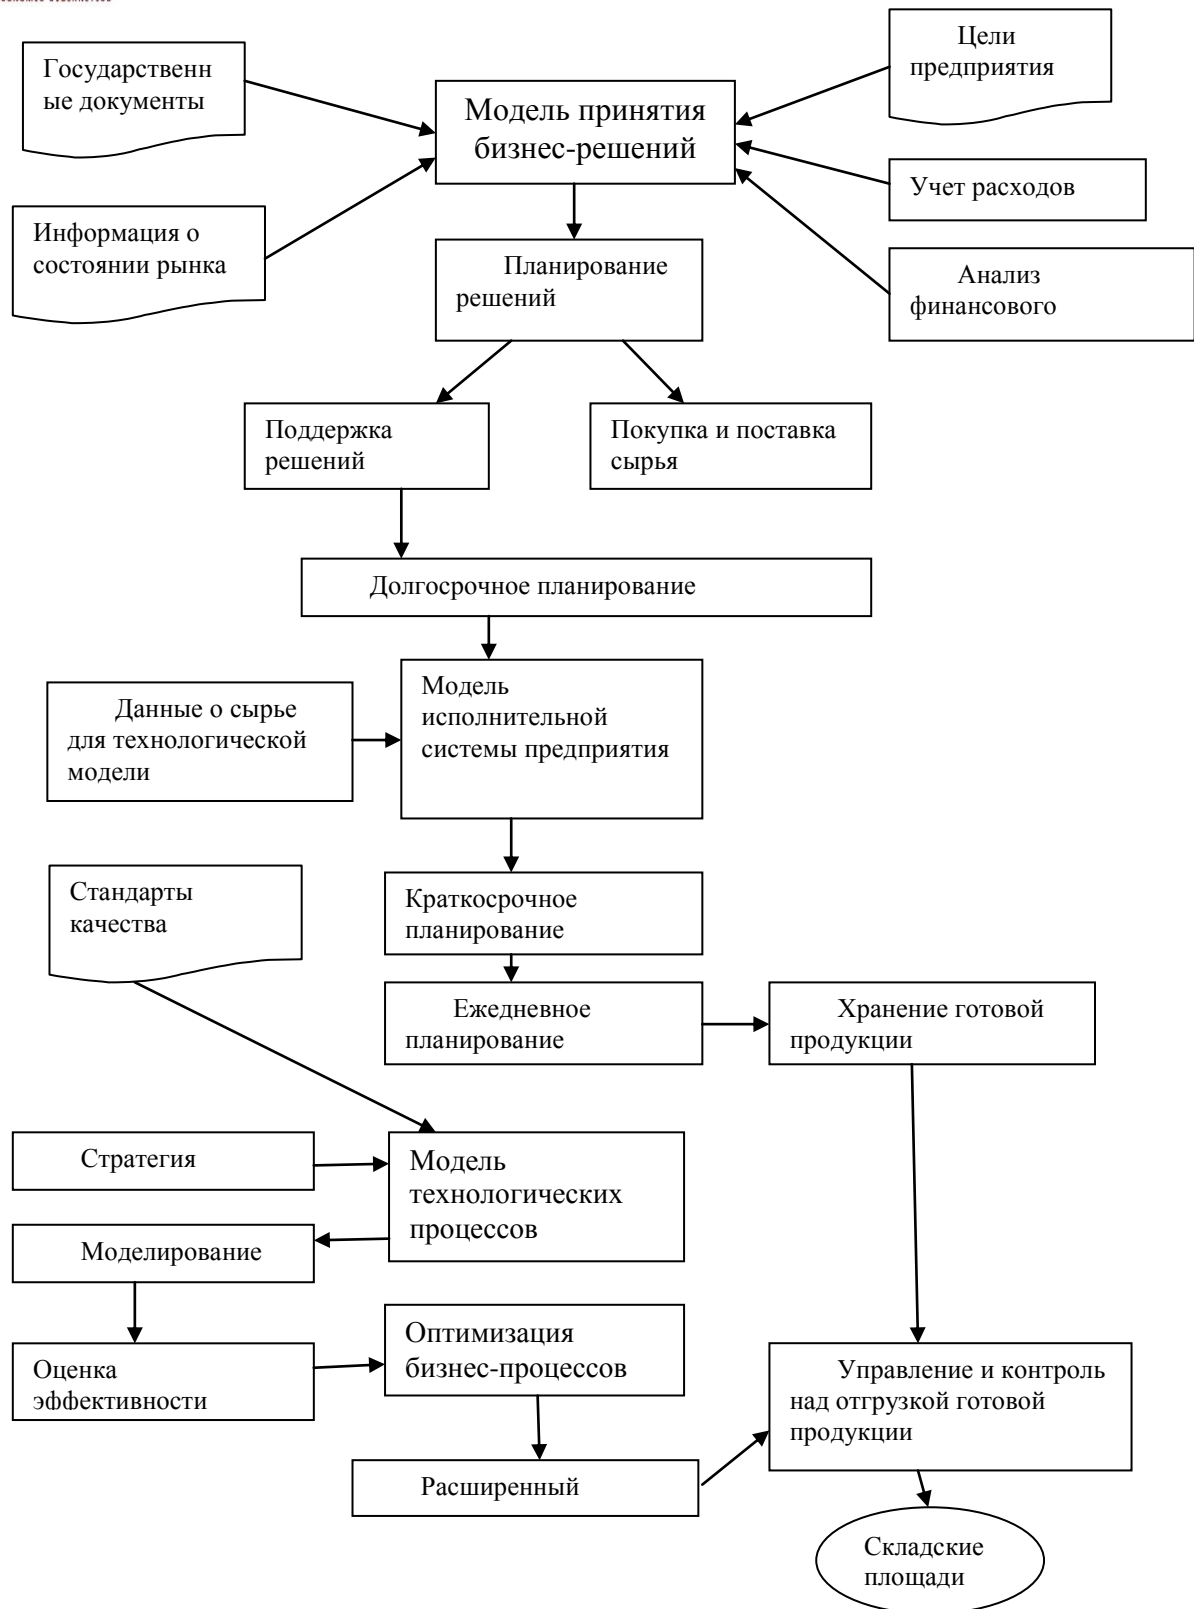 Государственн
ые документы
Цели
предприятия
Модель принятия
бизнес-решений
Учет расходов
Информация о
состоянии рынка
Планирование
решений
Анализ
финансового
Поддержка
решений
Покупка и поставка
сырья
Долгосрочное планирование
Данные о сырье
для технологической
модели
Модель
исполнительной
системы предприятия
Стандарты
качества
Краткосрочное
планирование
Ежедневное
планирование
Хранение готовой
продукции
Стратегия
Модель
технологических
процессов
Моделирование
Оценка
эффективности
Оптимизация
бизнес-процессов
Управление и контроль
над отгрузкой готовой
продукции
Расширенный
Складские
площади